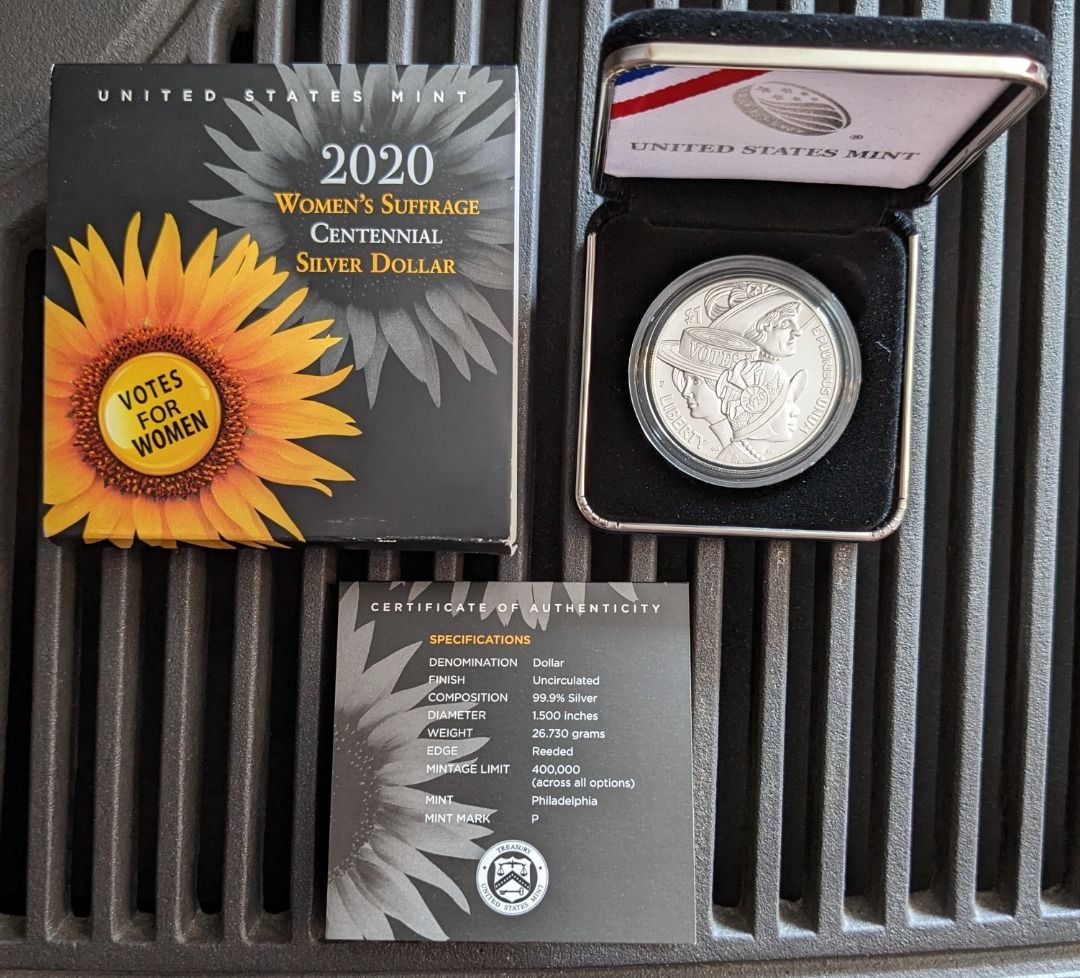 UNITED STATES MINT
2020
WOMEN'S SUFFRAGE
CENTENNIAL
SILVER DOLLAR
VOTES
FOR
WOMEN
®
UNITED STATES MINT
$1
E PLURIBUS UNUM
VOTES
2020
LIBERTY
CERTIFICATE OF AUTHENTICITY
SPECIFICATIONS
DENOMINATION Dollar
FINISH Uncirculated
COMPOSITION 99.9% Silver
DIAMETER 1.500 inches
WEIGHT 26.730 grams
EDGE Reeded
MINTAGE LIMIT 400,000
(across all options)
MINT Philadelphia
MINT MARK P
TREASURY
UNITED STATES MINT